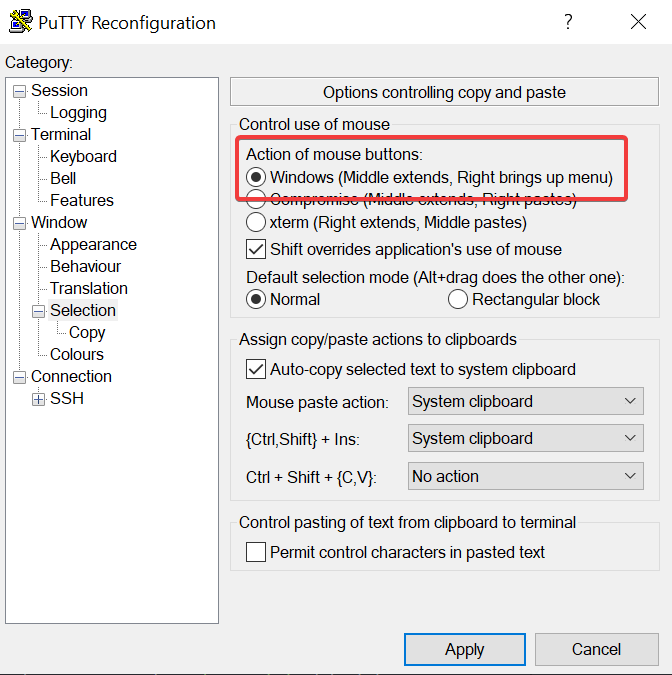 PuTTY Reconfiguration
?
Category:
Session
Logging
Terminal
Keyboard
Bell
Features
Window
Appearance
Behaviour
Translation
Selection
Copy
Colours
Connection
SSH
Options controlling copy and paste
Control use of mouse
Action of mouse buttons:
Windows (Middle extends, Right brings up menu)
Compromise (Middle extends, Right pastes)
xterm (Right extends, Middle pastes)
Shift overrides application's use of mouse
Default selection mode (Alt+drag does the other one):
Normal Rectangular block
Assign copy/paste actions to clipboards
Auto-copy selected text to system clipboard
Mouse paste action: System clipboard
{Ctrl,Shift} + Ins: System clipboard
Ctrl + Shift + {C,V}: No action
Control pasting of text from clipboard to terminal
Permit control characters in pasted text
Apply Cancel